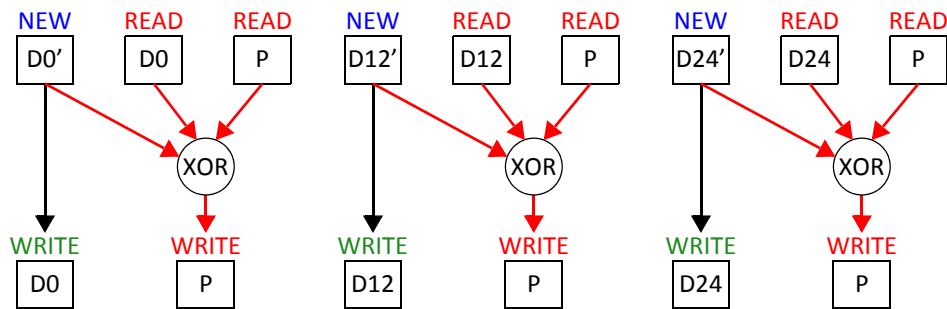 NEW READ READ NEW READ READ NEW READ READ
D0’ D0 P D12’ D12 P D24’ D24 P
XOR XOR XOR
WRITE WRITE WRITE WRITE WRITE WRITE
D0 P D12 P D24 P